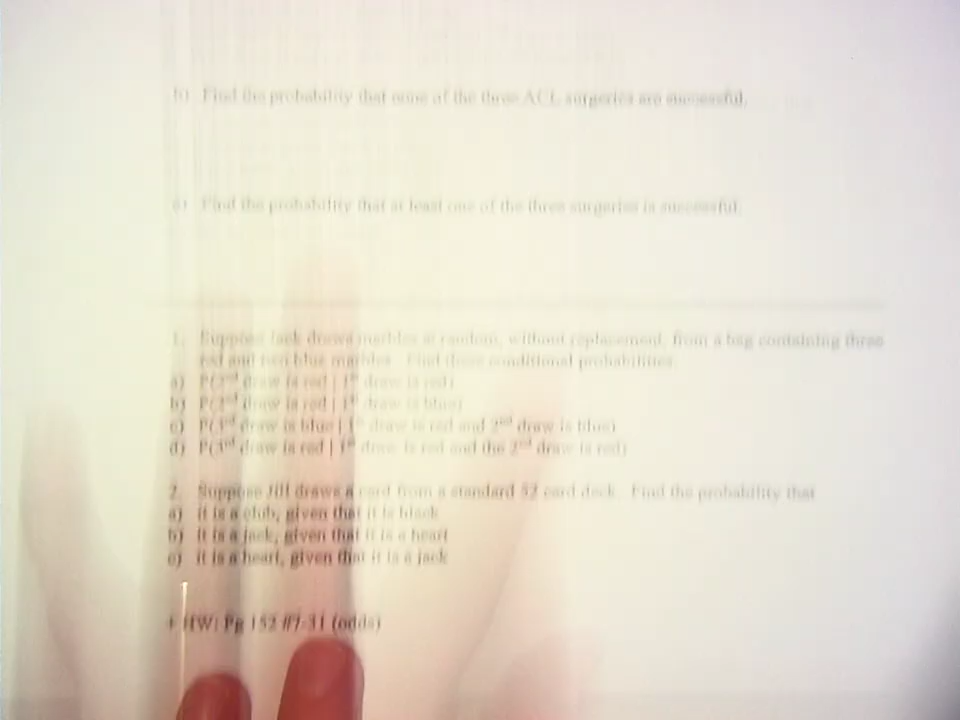 b) Find the probability that none of the three ACL surgeries are successful.
c) Find the probability that at least one of the three surgeries is successful.
1. Suppose Jack draws marbles at random, without replacement, from a bag containing three
red and two blue marbles. Find these conditional probabilities.
a) P(2nd draw is red | 1st draw is red)
b) P(2nd draw is red | 1st draw is blue)
c) P(3rd draw is blue | 1st draw is red and 2nd draw is blue)
d) P(3rd draw is red | 1st draw is red and the 2nd draw is red)
2. Suppose Jill draws a card from a standard 52 card deck. Find the probability that
a) it is a club, given that it is black
b) it is a jack, given that it is a heart
c) it is a heart, given that it is a jack
+ HW: Pg 152 #7-31 (odds)